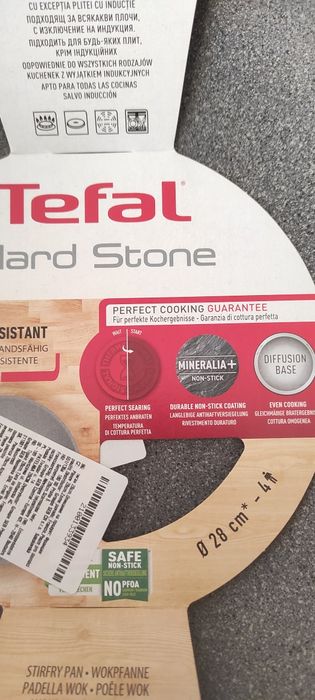 CU EXCEPȚIA PLITEI CU INDUCȚIE
ПОДХОДЯЩ ЗА ВСЯКАКВИ ПЛОЧИ,
С ИЗКЛЮЧЕНИЕ НА ИНДУКЦИЯ.
ПІДХОДИТЬ ДЛЯ БУДЬ-ЯКИХ ПЛИТ,
КРІМ ІНДУКЦІЙНИХ
ODPOWIEDNIE DO WSZYSTKICH RODZAJÓW
KUCHENEK Z WYJĄTKIEM INDUKCYJNYCH
APTO PARA TODAS LAS COCINAS
SALVO INDUCCIÓN
Tefal
Hard Stone
PERFECT COOKING GUARANTEE
Für perfekte Kochergebnisse - Garanzia di cottura perfetta
WAIT START
PERFECT SEARING
PERFEKTES ANBRATEN
TEMPERATURA
DI COTTURA PERFETTA
MINERALIA+
NON-STICK
DURABLE NON-STICK COATING
LANGLEBIGE ANTIHAFTVERSIEGELUNG
RIVESTIMENTO DURATURO
DIFFUSION
BASE
EVEN COOKING
GLEICHMÄßIGE BRATERGEBNIS
COTTURA OMOGENEA
SISTANT
ANDSFÄHIG
SISTENTE
Ø 28 cm* - 4
SAFE
NON-STICK
NO PFOA
STIRFRY PAN • WOKPFANNE
PADELLA WOK • POÊLE WOK